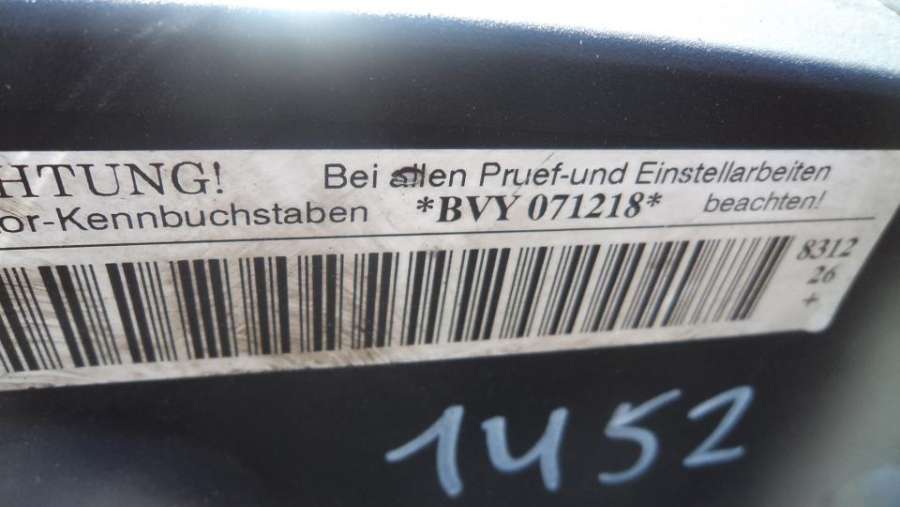 HTUNG! Bei allen Pruef-und Einstellarbeiten
or-Kennbuchstaben *BVY 071218* beachten!
8312
26
+
1452